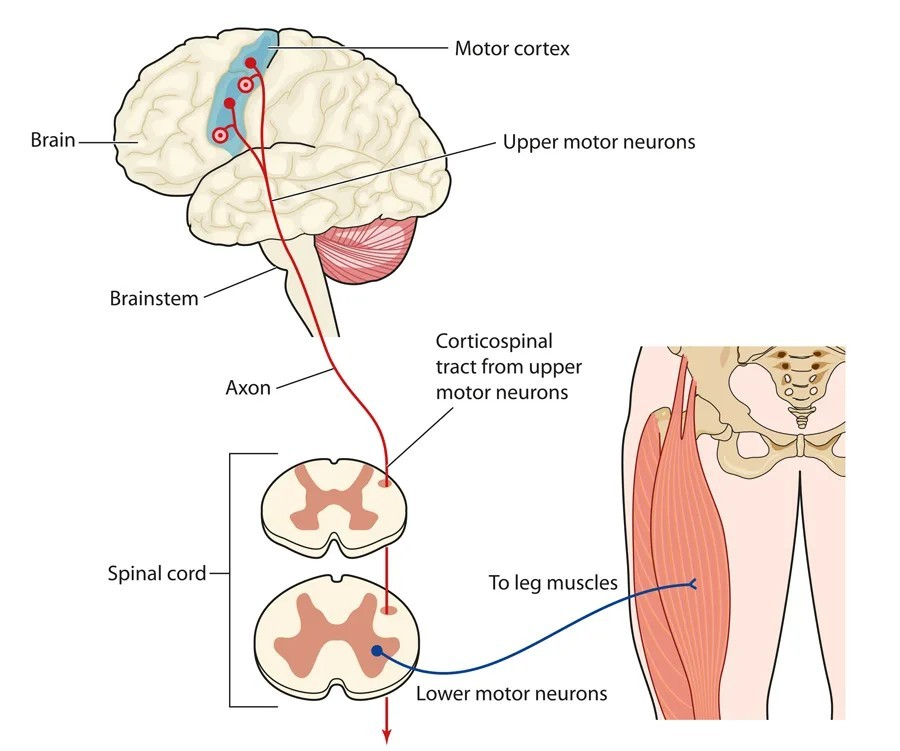 Motor cortex
Brain
Upper motor neurons
Brainstem
Corticospinal
tract from upper
motor neurons
Axon
Spinal cord
To leg muscles
Lower motor neurons